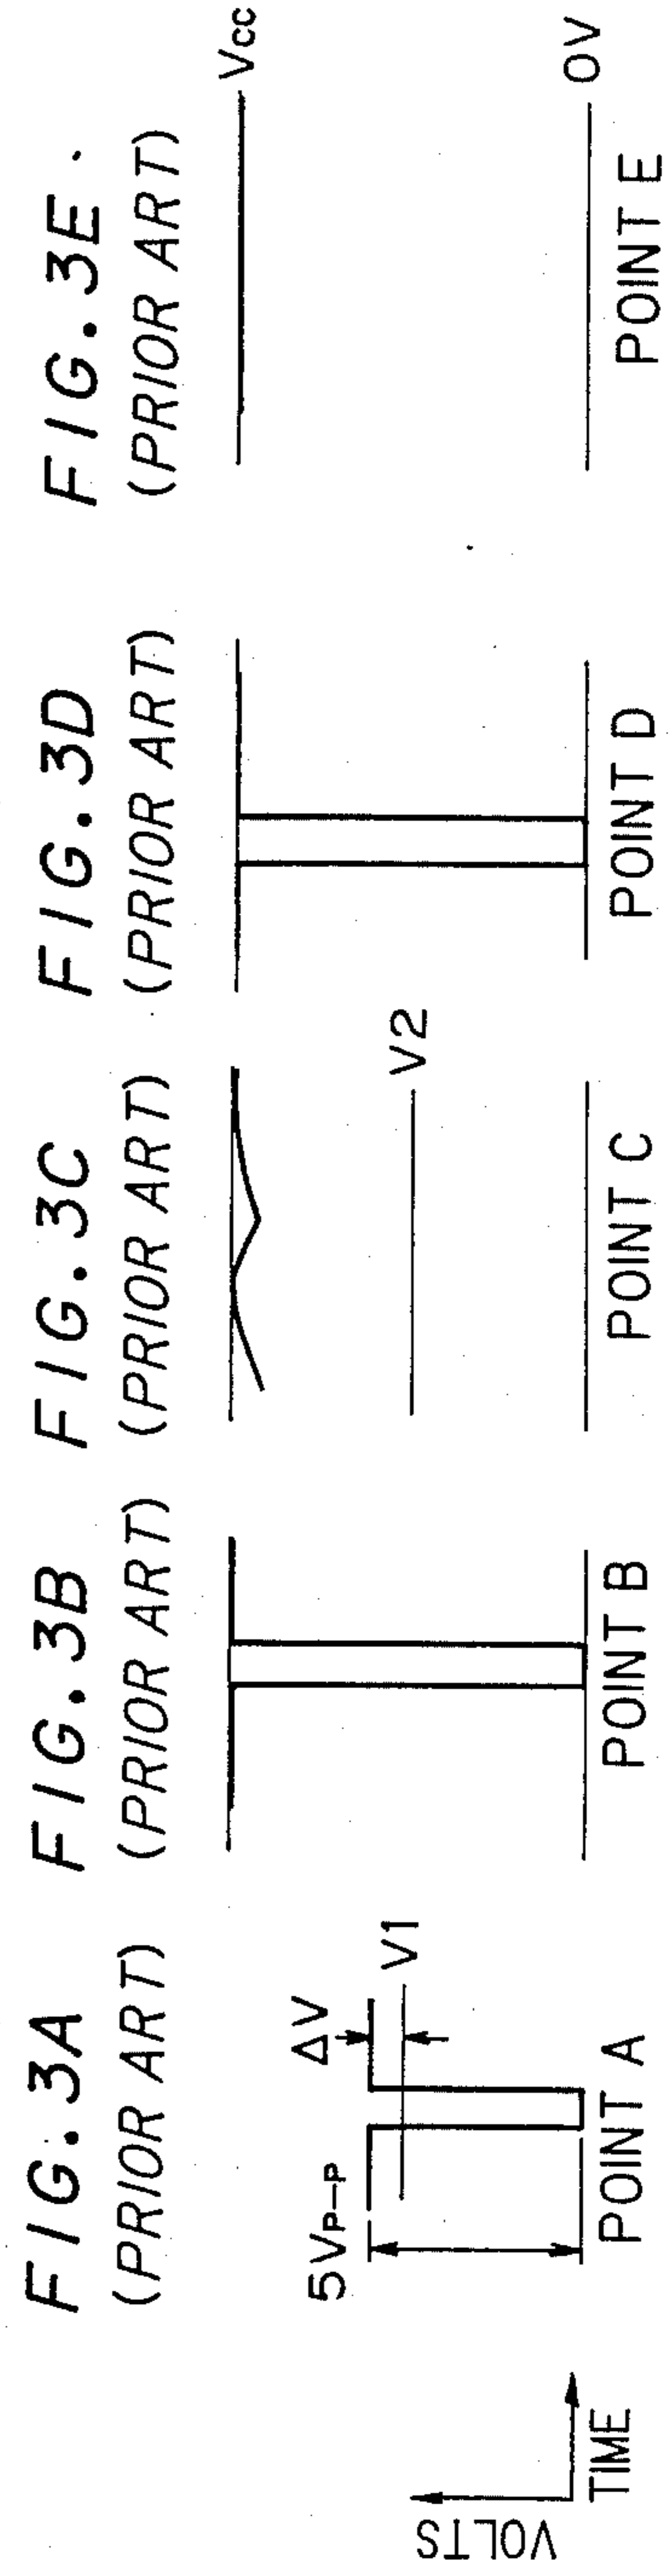 FIG. 3A
(PRIOR ART)
5VP-P
ΔV
V1
POINT A
VOLTS
TIME
FIG. 3B
(PRIOR ART)
POINT B
FIG. 3C
(PRIOR ART)
V2
POINT C
FIG. 3D
(PRIOR ART)
POINT D
FIG. 3E
(PRIOR ART)
Vcc
0V
POINT E